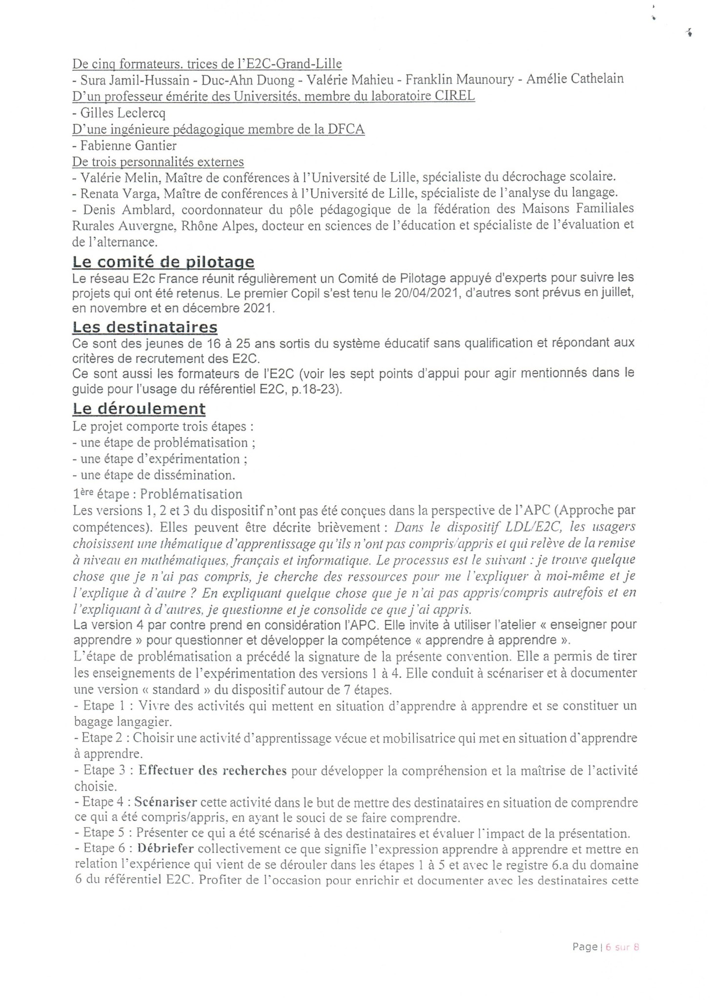 De cinq formateurs. trices de l'E2C-Grand-Lille
- Sura Jamil-Hussain - Duc-Ahn Duong - Valérie Mahieu - Franklin Maunoury - Amélie Cathelain
D'un professeur émérite des Universités, membre du laboratoire CIREL
- Gilles Leclercq
D'une ingénieure pédagogique membre de la DFCA
- Fabienne Gantier
De trois personnalités externes
- Valérie Melin, Maître de conférences à l'Université de Lille, spécialiste du décrochage scolaire.
- Renata Varga, Maître de conférences à l'Université de Lille, spécialiste de l'analyse du langage.
- Denis Amblard, coordonnateur du pôle pédagogique de la fédération des Maisons Familiales
Rurales Auvergne, Rhône Alpes, docteur en sciences de l'éducation et spécialiste de l'évaluation et
de l'alternance.
Le comité de pilotage
Le réseau E2c France réunit régulièrement un Comité de Pilotage appuyé d'experts pour suivre les
projets qui ont été retenus. Le premier Copil s'est tenu le 20/04/2021, d'autres sont prévus en juillet,
en novembre et en décembre 2021.
Les destinataires
Ce sont des jeunes de 16 à 25 ans sortis du système éducatif sans qualification et répondant aux
critères de recrutement des E2C.
Ce sont aussi les formateurs de l'E2C (voir les sept points d'appui pour agir mentionnés dans le
guide pour l'usage du référentiel E2C, p.18-23).
Le déroulement
Le projet comporte trois étapes :
- une étape de problématisation ;
- une étape d'expérimentation ;
- une étape de dissémination.
1ère étape : Problématisation
Les versions 1, 2 et 3 du dispositif n'ont pas été conçues dans la perspective de l'APC (Approche par
compétences). Elles peuvent être décrite brièvement : Dans le dispositif LDL/E2C, les usagers
choisissent une thématique d'apprentissage qu'ils n'ont pas compris/appris et qui relève de la remise
à niveau en mathématiques, français et informatique. Le processus est le suivant : je trouve quelque
chose que je n'ai pas compris, je cherche des ressources pour me l'expliquer à moi-même et je
l'explique à d'autre ? En expliquant quelque chose que je n'ai pas appris/compris autrefois et en
l'expliquant à d'autres, je questionne et je consolide ce que j'ai appris.
La version 4 par contre prend en considération l'APC. Elle invite à utiliser l'atelier « enseigner pour
apprendre » pour questionner et développer la compétence « apprendre à apprendre ».
L'étape de problématisation a précédé la signature de la présente convention. Elle a permis de tirer
les enseignements de l'expérimentation des versions 1 à 4. Elle conduit à scénariser et à documenter
une version « standard » du dispositif autour de 7 étapes.
- Etape 1 : Vivre des activités qui mettent en situation d'apprendre à apprendre et se constituer un
bagage langagier.
- Etape 2 : Choisir une activité d'apprentissage vécue et mobilisatrice qui met en situation d'apprendre
à apprendre.
- Etape 3 : Effectuer des recherches pour développer la compréhension et la maîtrise de l'activité
choisie.
- Etape 4 : Scénariser cette activité dans le but de mettre des destinataires en situation de comprendre
ce qui a été compris/appris, en ayant le souci de se faire comprendre.
- Etape 5 : Présenter ce qui a été scénarisé à des destinataires et évaluer l'impact de la présentation.
- Etape 6 : Débriefer collectivement ce que signifie l'expression apprendre à apprendre et mettre en
relation l'expérience qui vient de se dérouler dans les étapes 1 à 5 et avec le registre 6.a du domaine
6 du référentiel E2C. Profiter de l'occasion pour enrichir et documenter avec les destinataires cette
Page | 6 sur 8